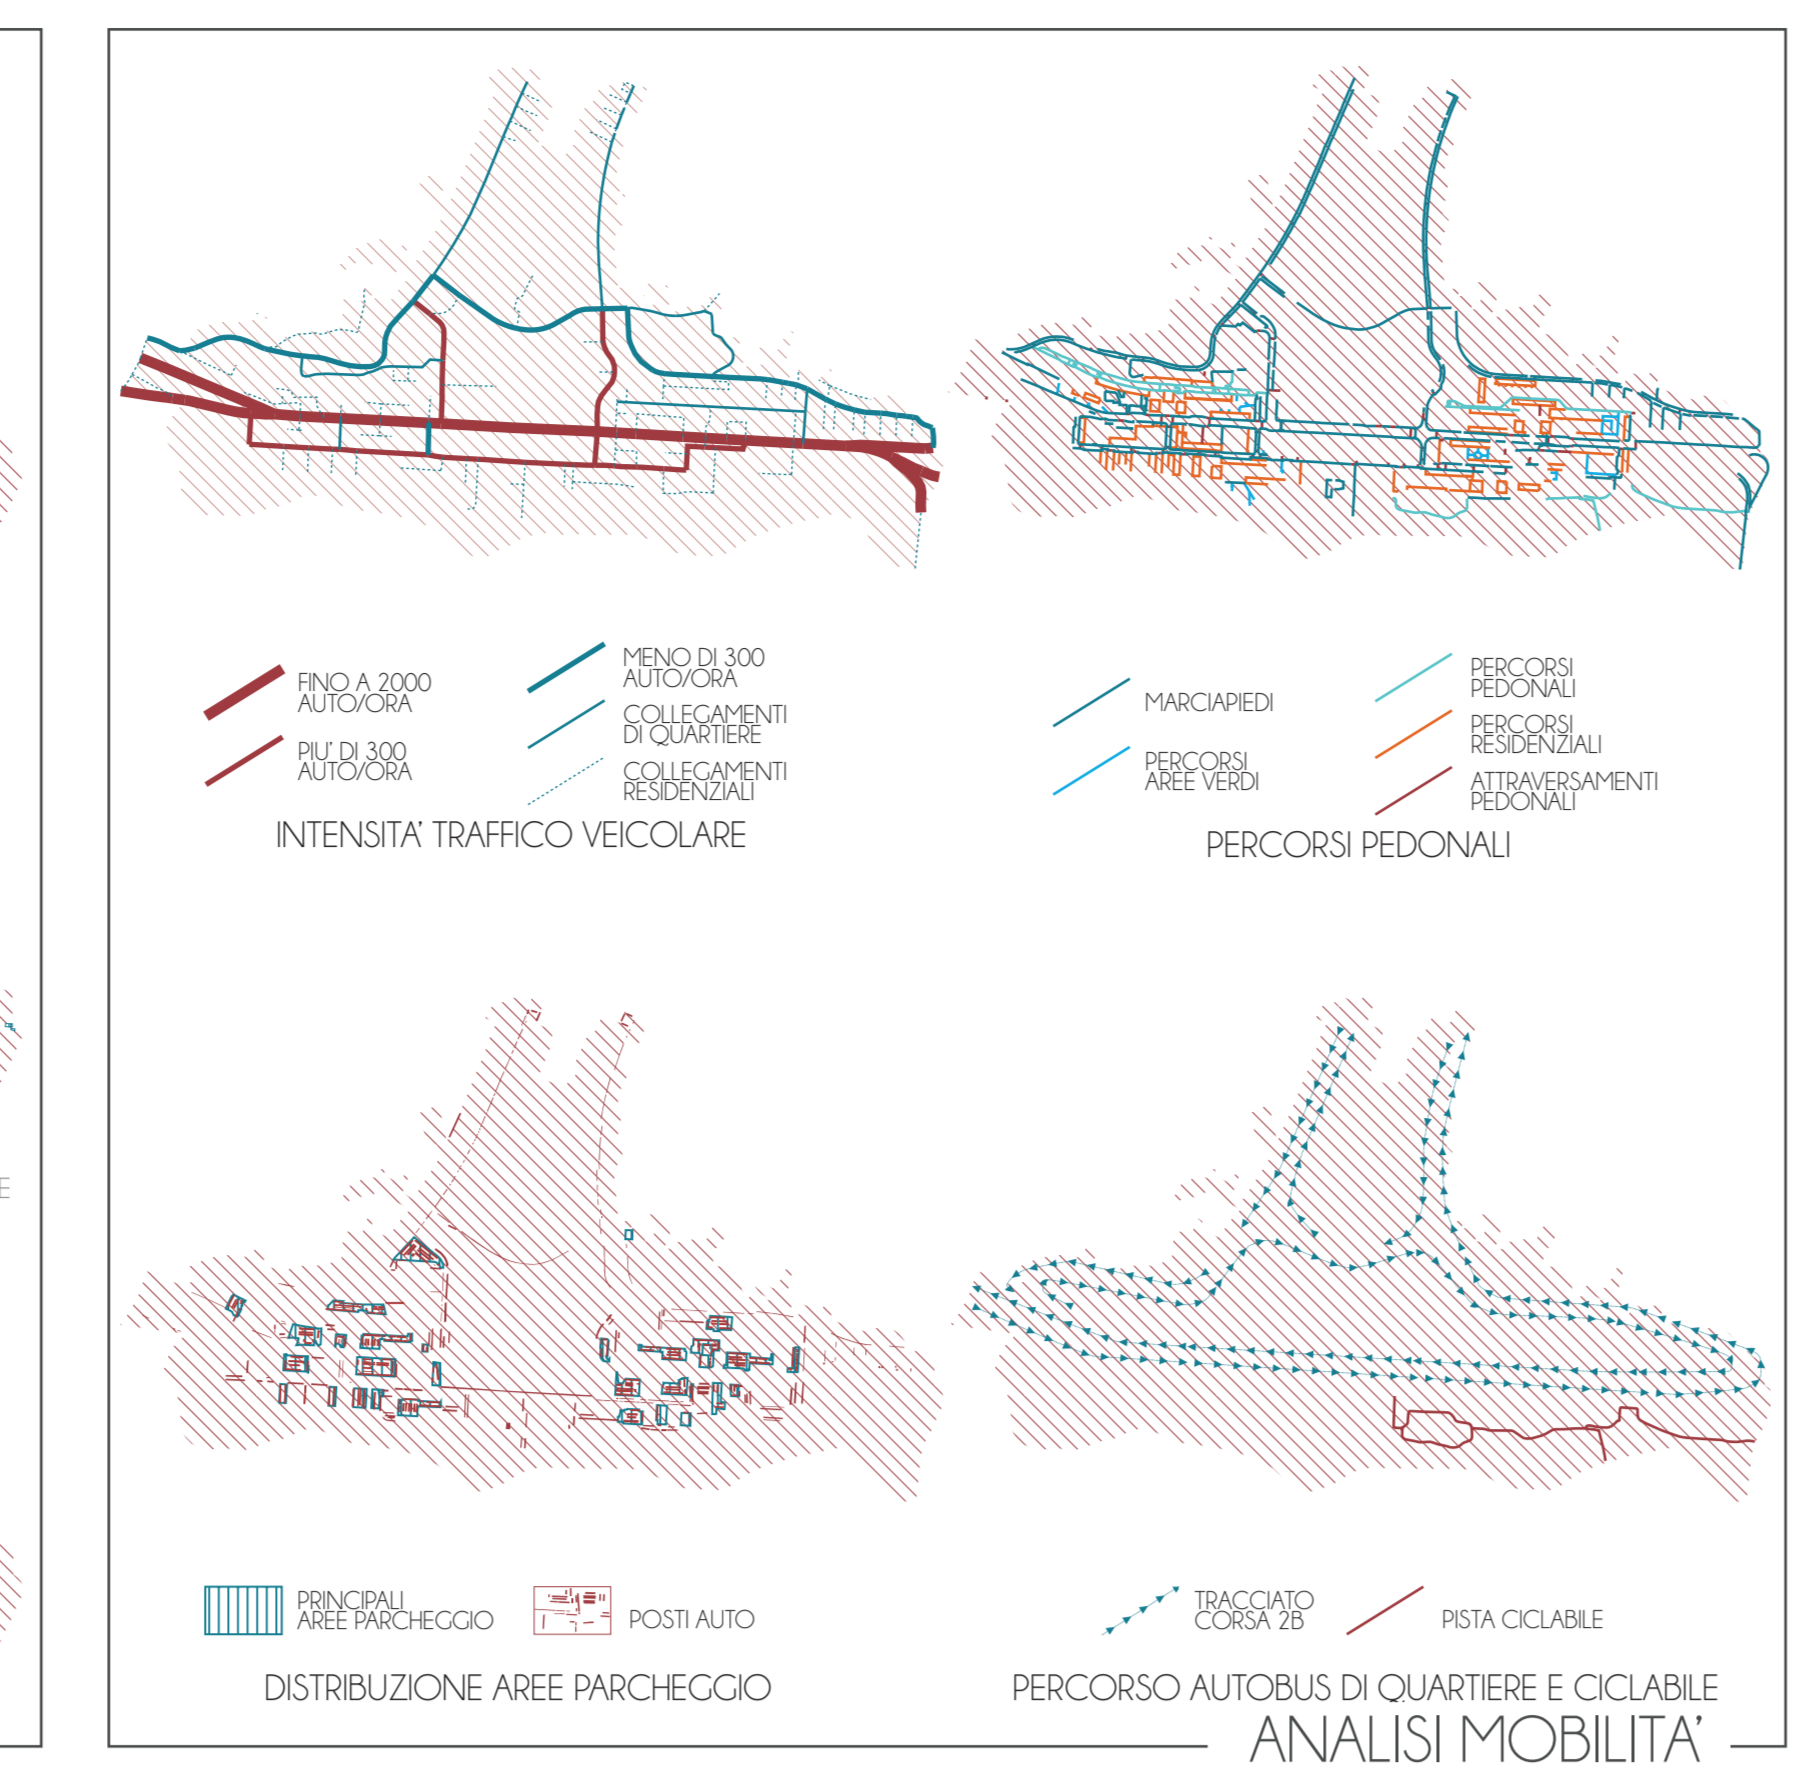 FINO A 2000
AUTO/ORA
PIU' DI 300
AUTO/ORA
MENO DI 300
AUTO/ORA
COLLEGAMENTI
DI QUARTIERE
COLLEGAMENTI
RESIDENZIALI
INTENSITA' TRAFFICO VEICOLARE
MARCIAPIEDI
PERCORSI
AREE VERDI
PERCORSI
PEDONALI
PERCORSI
RESIDENZIALI
ATTRAVERSAMENTI
PEDONALI
PERCORSI PEDONALI
E
PRINCIPALI
AREE PARCHEGGIO
POSTI AUTO
DISTRIBUZIONE AREE PARCHEGGIO
TRACCIATO
CORSA 2B
PISTA CICLABILE
PERCORSO AUTOBUS DI QUARTIERE E CICLABILE
ANALISI MOBILITA'